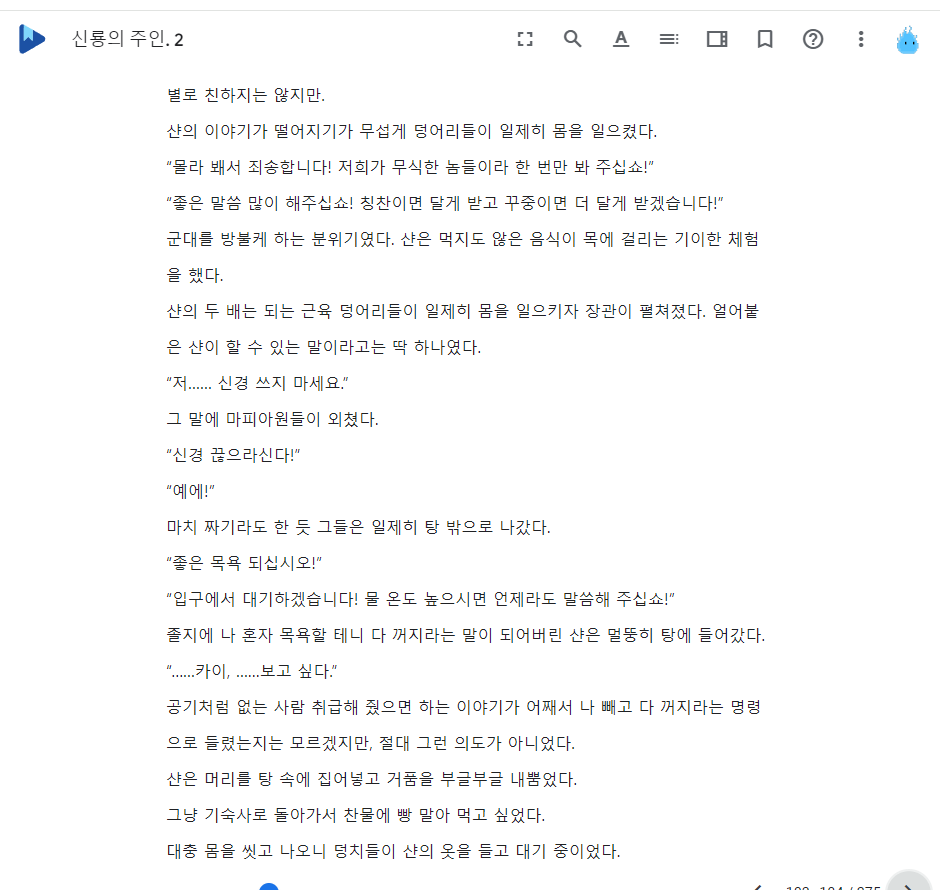 신룡의 주인. 2
별로 친하지는 않지만.
샨의 이야기가 떨어지기가 무섭게 덩어리들이 일제히 몸을 일으켰다.
“몰라 봬서 죄송합니다! 저희가 무식한 놈들이라 한 번만 봐 주십쇼!”
“좋은 말씀 많이 해주십쇼! 칭찬이면 달게 받고 꾸중이면 더 달게 받겠습니다!”
군대를 방불케 하는 분위기였다. 샨은 먹지도 않은 음식이 목에 걸리는 기이한 체험
을 했다.
샨의 두 배는 되는 근육 덩어리들이 일제히 몸을 일으키자 장관이 펼쳐졌다. 얼어붙
은 샨이 할 수 있는 말이라고는 딱 하나였다.
“저...... 신경 쓰지 마세요.”
그 말에 마피아원들이 외쳤다.
“신경 끊으라신다!”
“예에!”
마치 짜기라도 한 듯 그들은 일제히 탕 밖으로 나갔다.
“좋은 목욕 되십시오!”
“입구에서 대기하겠습니다! 물 온도 높으시면 언제라도 말씀해 주십쇼!”
졸지에 나 혼자 목욕할 테니 다 꺼지라는 말이 되어버린 샨은 멀뚱히 탕에 들어갔다.
“......카이, ......보고 싶다.”
공기처럼 없는 사람 취급해 줬으면 하는 이야기가 어째서 나 빼고 다 꺼지라는 명령
으로 들렸는지는 모르겠지만, 절대 그런 의도가 아니었다.
샨은 머리를 탕 속에 집어넣고 거품을 부글부글 내뿜었다.
그냥 기숙사로 돌아가서 찬물에 빵 말아 먹고 싶었다.
대충 몸을 씻고 나오니 덩치들이 샨의 옷을 들고 대기 중이었다.